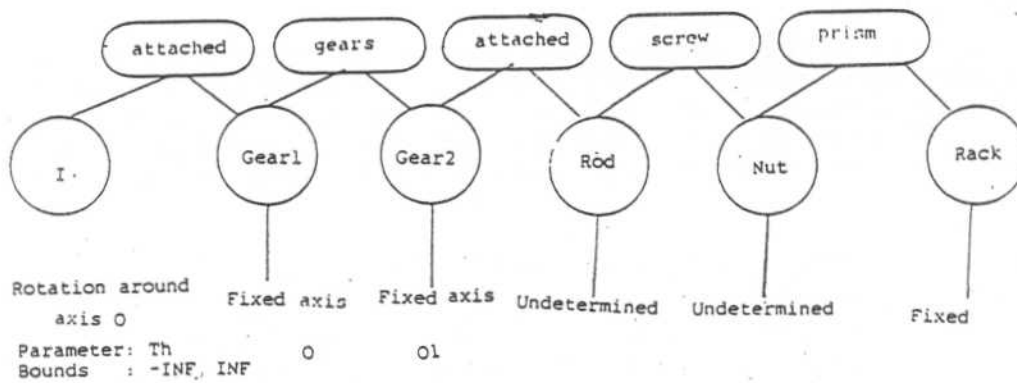 attached gears attached screw prism
I. Gear1 Gear2 Rod Nut Rack
Rotation around Fixed axis Fixed axis Undetermined Undetermined Fixed
axis O
Parameter: Th O O1
Bounds : -INF, INF